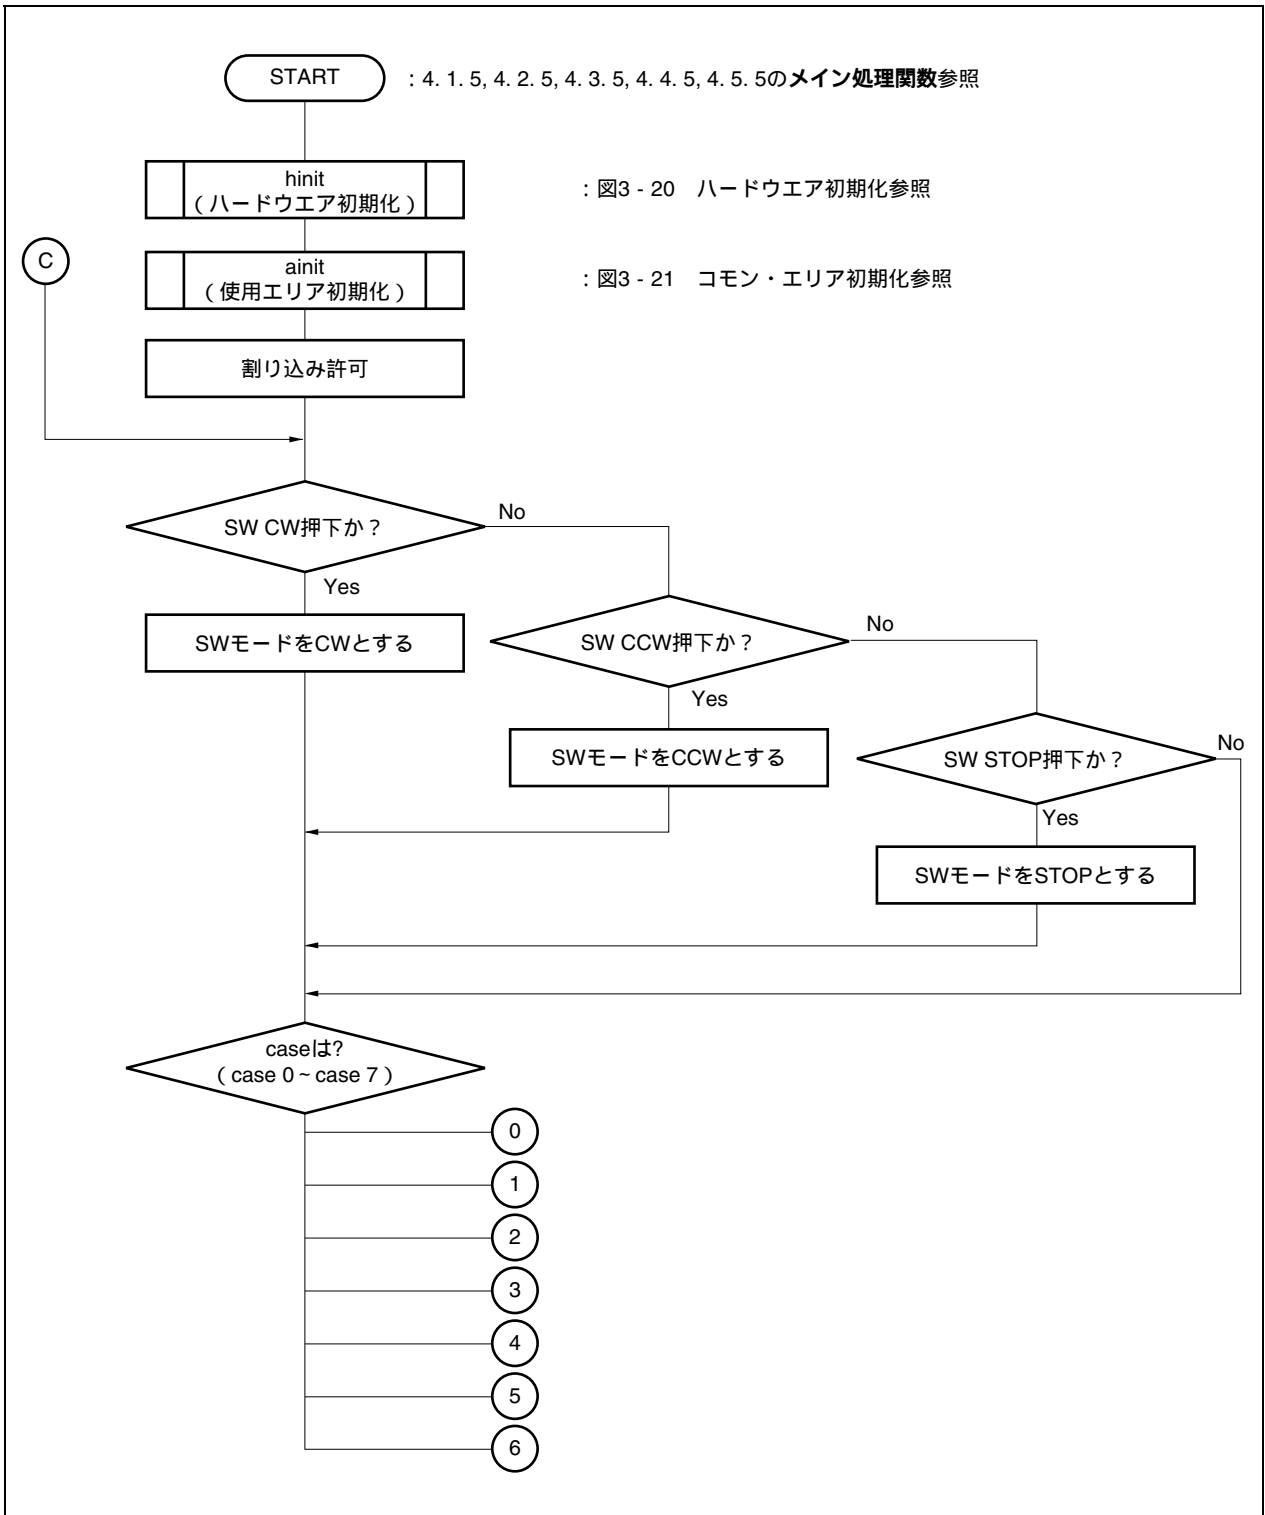 START
: 4. 1. 5, 4. 2. 5, 4. 3. 5, 4. 4. 5, 4. 5. 5のメイン処理関数参照
hinit
（ハードウエア初期化）
: 図3 - 20　ハードウエア初期化参照
C
ainit
（使用エリア初期化）
: 図3 - 21　コモン・エリア初期化参照
割り込み許可
SW CW押下か？
No
Yes
SWモードをCWとする
SW CCW押下か？
No
Yes
SWモードをCCWとする
SW STOP押下か？
No
Yes
SWモードをSTOPとする
caseは?
（case 0～case 7）
0
1
2
3
4
5
6